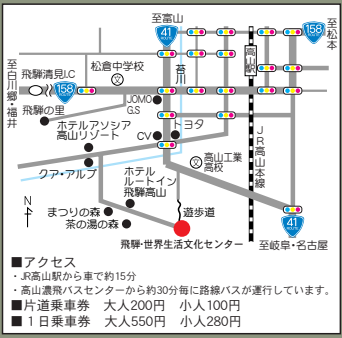 至富山
41
ROUTE
158
ROUTE
至松本
松倉中学校
文
苔川
高山駅
飛騨清見I.C
158
ROUTE
至白川郷・福井
JOMO
G.S
飛騨の里
トヨタ
ホテルアソシア
高山リゾート
CV
文
高山工業
高校
JR高山本線
クア・アルプ
ホテル
ルートイン
飛騨高山
N
まつりの森
茶の湯の森
遊歩道
41
ROUTE
飛騨・世界生活文化センター
至岐阜・名古屋
■アクセス
・JR高山駅から車で約15分
・高山濃飛バスセンターから約30分毎に路線バスが運行しています。
■片道乗車券 大人200円 小人100円
■１日乗車券 大人550円 小人280円